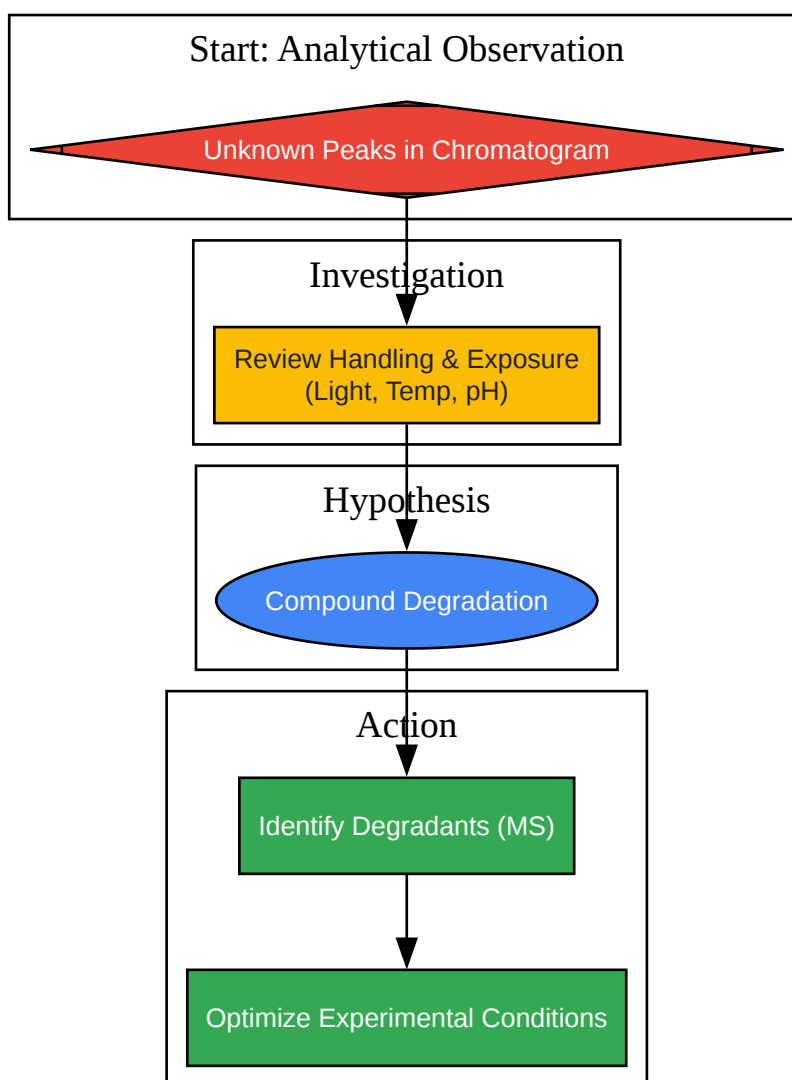 Start: Analytical Observation
Unknown Peaks in Chromatogram
Investigation
Review Handling & Exposure
(Light, Temp, pH)
Hypothesis
Compound Degradation
Action
Identify Degradants (MS)
Optimize Experimental Conditions